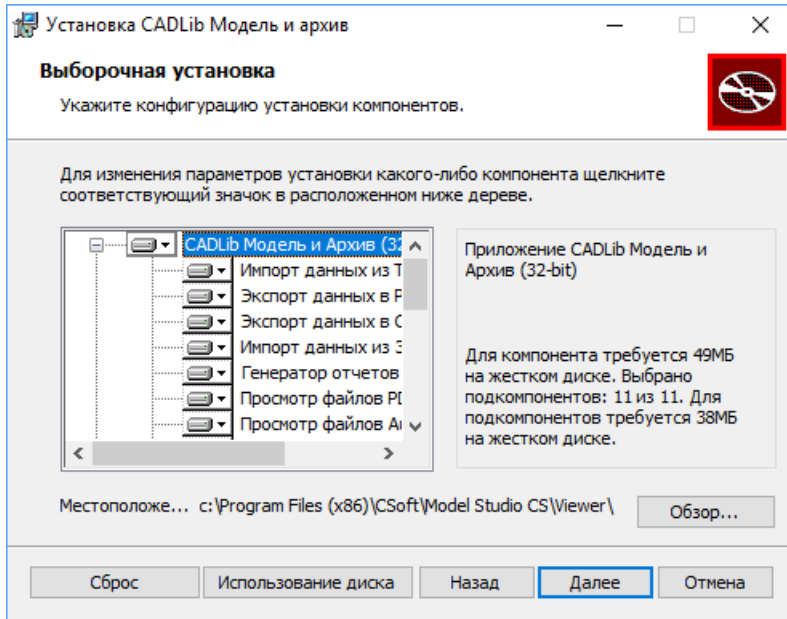 Установка CADLib Модель и архив
Выборочная установка
Укажите конфигурацию установки компонентов.
Для изменения параметров установки какого-либо компонента щелкните
соответствующий значок в расположенном ниже дереве.
CADLib Модель и Архив (32
Импорт данных из T
Экспорт данных в P
Экспорт данных в C
Импорт данных из
Генератор отчетов
Просмотр файлов
Просмотр файлов
Приложение CADLib Модель и
Архив (32-bit)
Для компонента требуется 49МБ
на жестком диске. Выбрано
подкомпонентов: 11 из 11. Для
подкомпонентов требуется 38МБ
на жестком диске.
Местоположе... c:\Program Files (x86)\CSoft\Model Studio CS\Viewer\
Обзор...
Сброс
Использование диска
Назад
Далее
Отмена